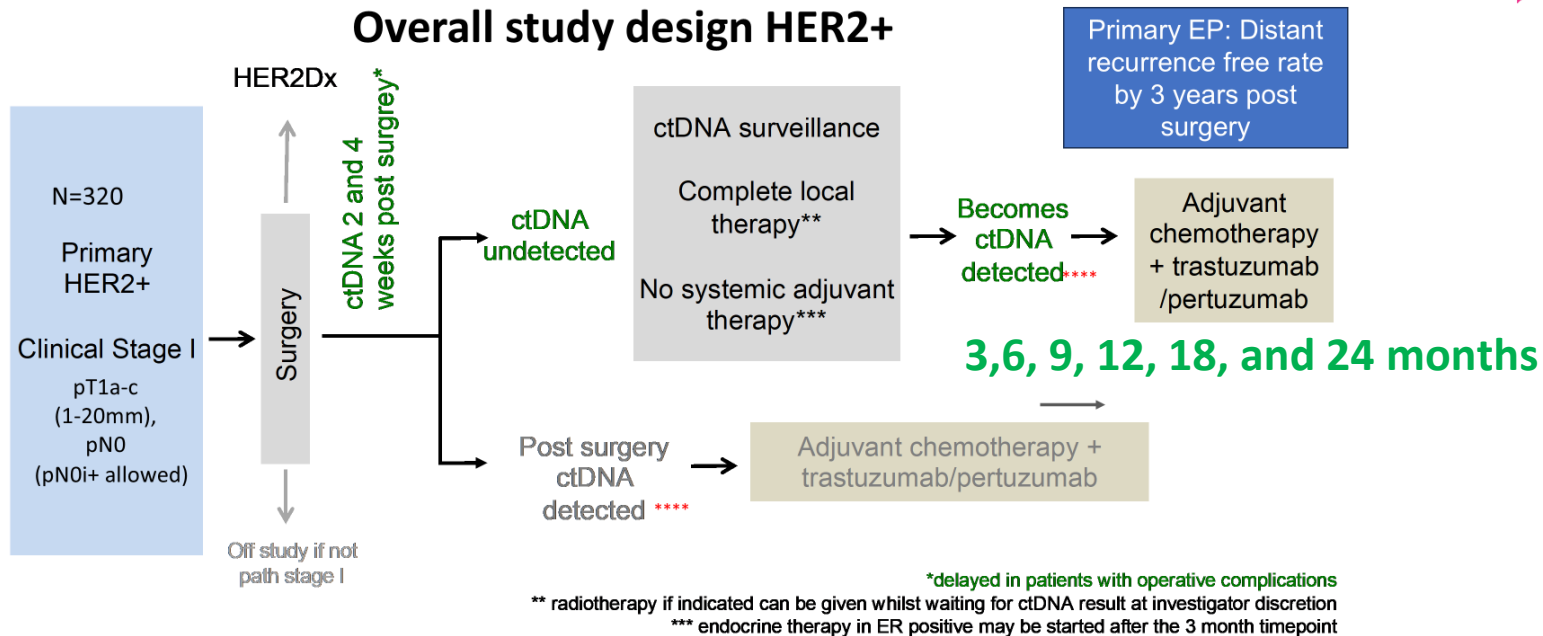 Overall study design HER2+
Primary EP: Distant
recurrence free rate
by 3 years post
surgery
N=320
Primary
HER2+
Clinical Stage I
pT1a-c
(1-20mm),
pN0
(pN0i+ allowed)
HER2Dx
Surgery
Off study if not
path stage I
ctDNA 2 and 4
weeks post surgrey*
ctDNA
undetected
ctDNA surveillance
Complete local
therapy**
No systemic adjuvant
therapy***
Becomes
ctDNA
detected****
Adjuvant
chemotherapy
+ trastuzumab
/pertuzumab
3,6, 9, 12, 18, and 24 months
Post surgery
ctDNA
detected ****
Adjuvant chemotherapy +
trastuzumab/pertuzumab
*delayed in patients with operative complications
** radiotherapy if indicated can be given whilst waiting for ctDNA result at investigator discretion
*** endocrine therapy in ER positive may be started after the 3 month timepoint